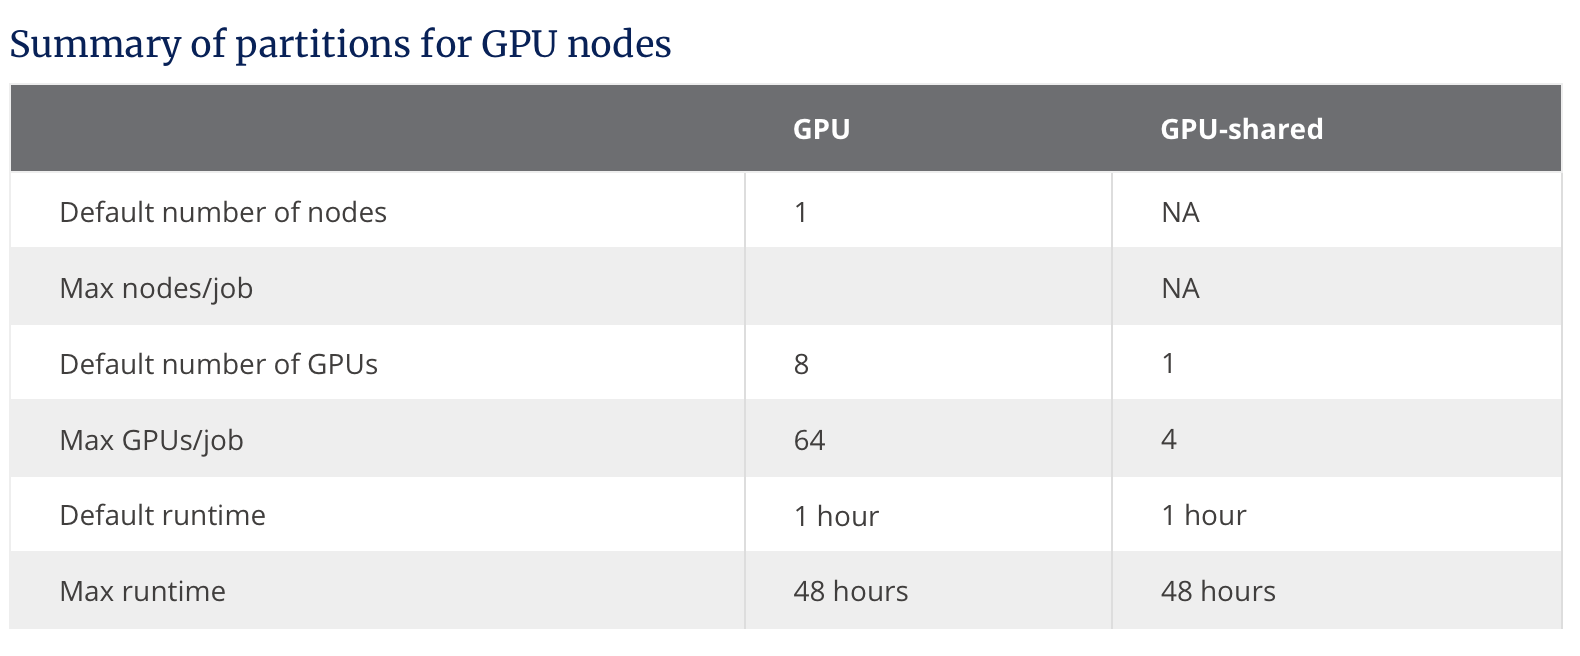 Summary of partitions for GPU nodes
GPU GPU-shared
Default number of nodes 1 NA
Max nodes/job NA
Default number of GPUs 8 1
Max GPUs/job 64 4
Default runtime 1 hour 1 hour
Max runtime 48 hours 48 hours